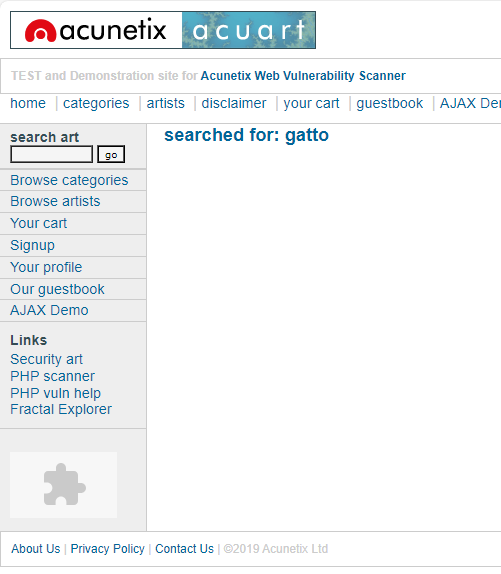 acunetix acuart
TEST and Demonstration site for Acunetix Web Vulnerability Scanner
home | categories | artists | disclaimer | your cart | guestbook | AJAX De
search art
go
searched for: gatto
Browse categories
Browse artists
Your cart
Signup
Your profile
Our guestbook
AJAX Demo
Links
Security art
PHP scanner
PHP vuln help
Fractal Explorer
About Us | Privacy Policy | Contact Us | ©2019 Acunetix Ltd